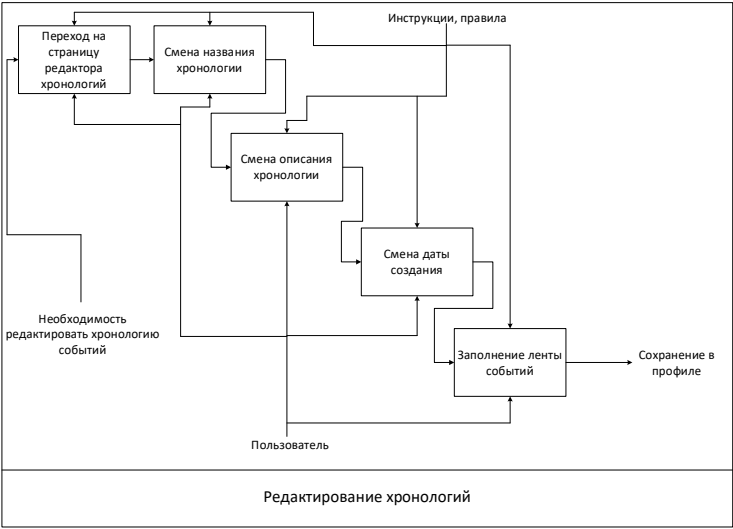 Инструкции, правила
Переход на
страницу
редактора
хронологий
Смена названия
хронологии
Смена описания
хронологии
Смена даты
создания
Необходимость
редактировать хронологию
событий
Заполнение ленты
событий
Сохранение в
профиле
Пользователь
Редактирование хронологий